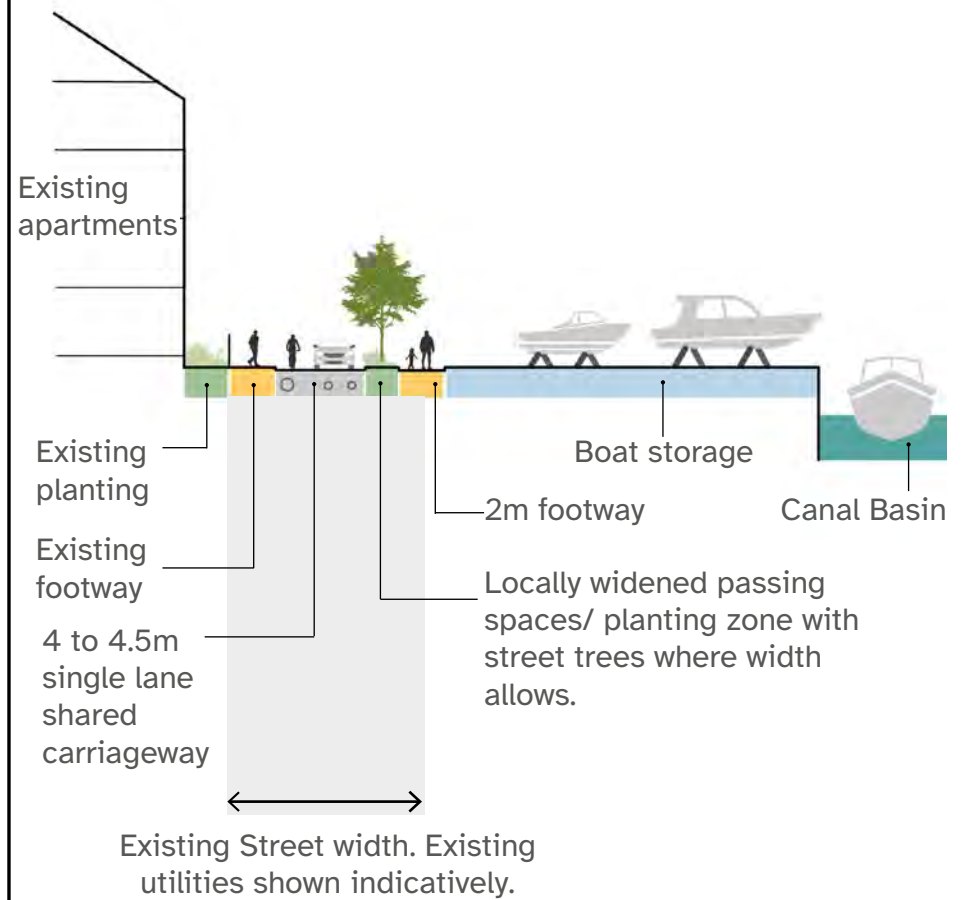 Existing
apartments
Existing
planting
Existing
footway
4 to 4.5m
single lane
shared
carriageway
Boat storage
2m footway
Canal Basin
Locally widened passing
spaces/ planting zone with
street trees where width
allows.
Existing Street width. Existing
utilities shown indicatively.